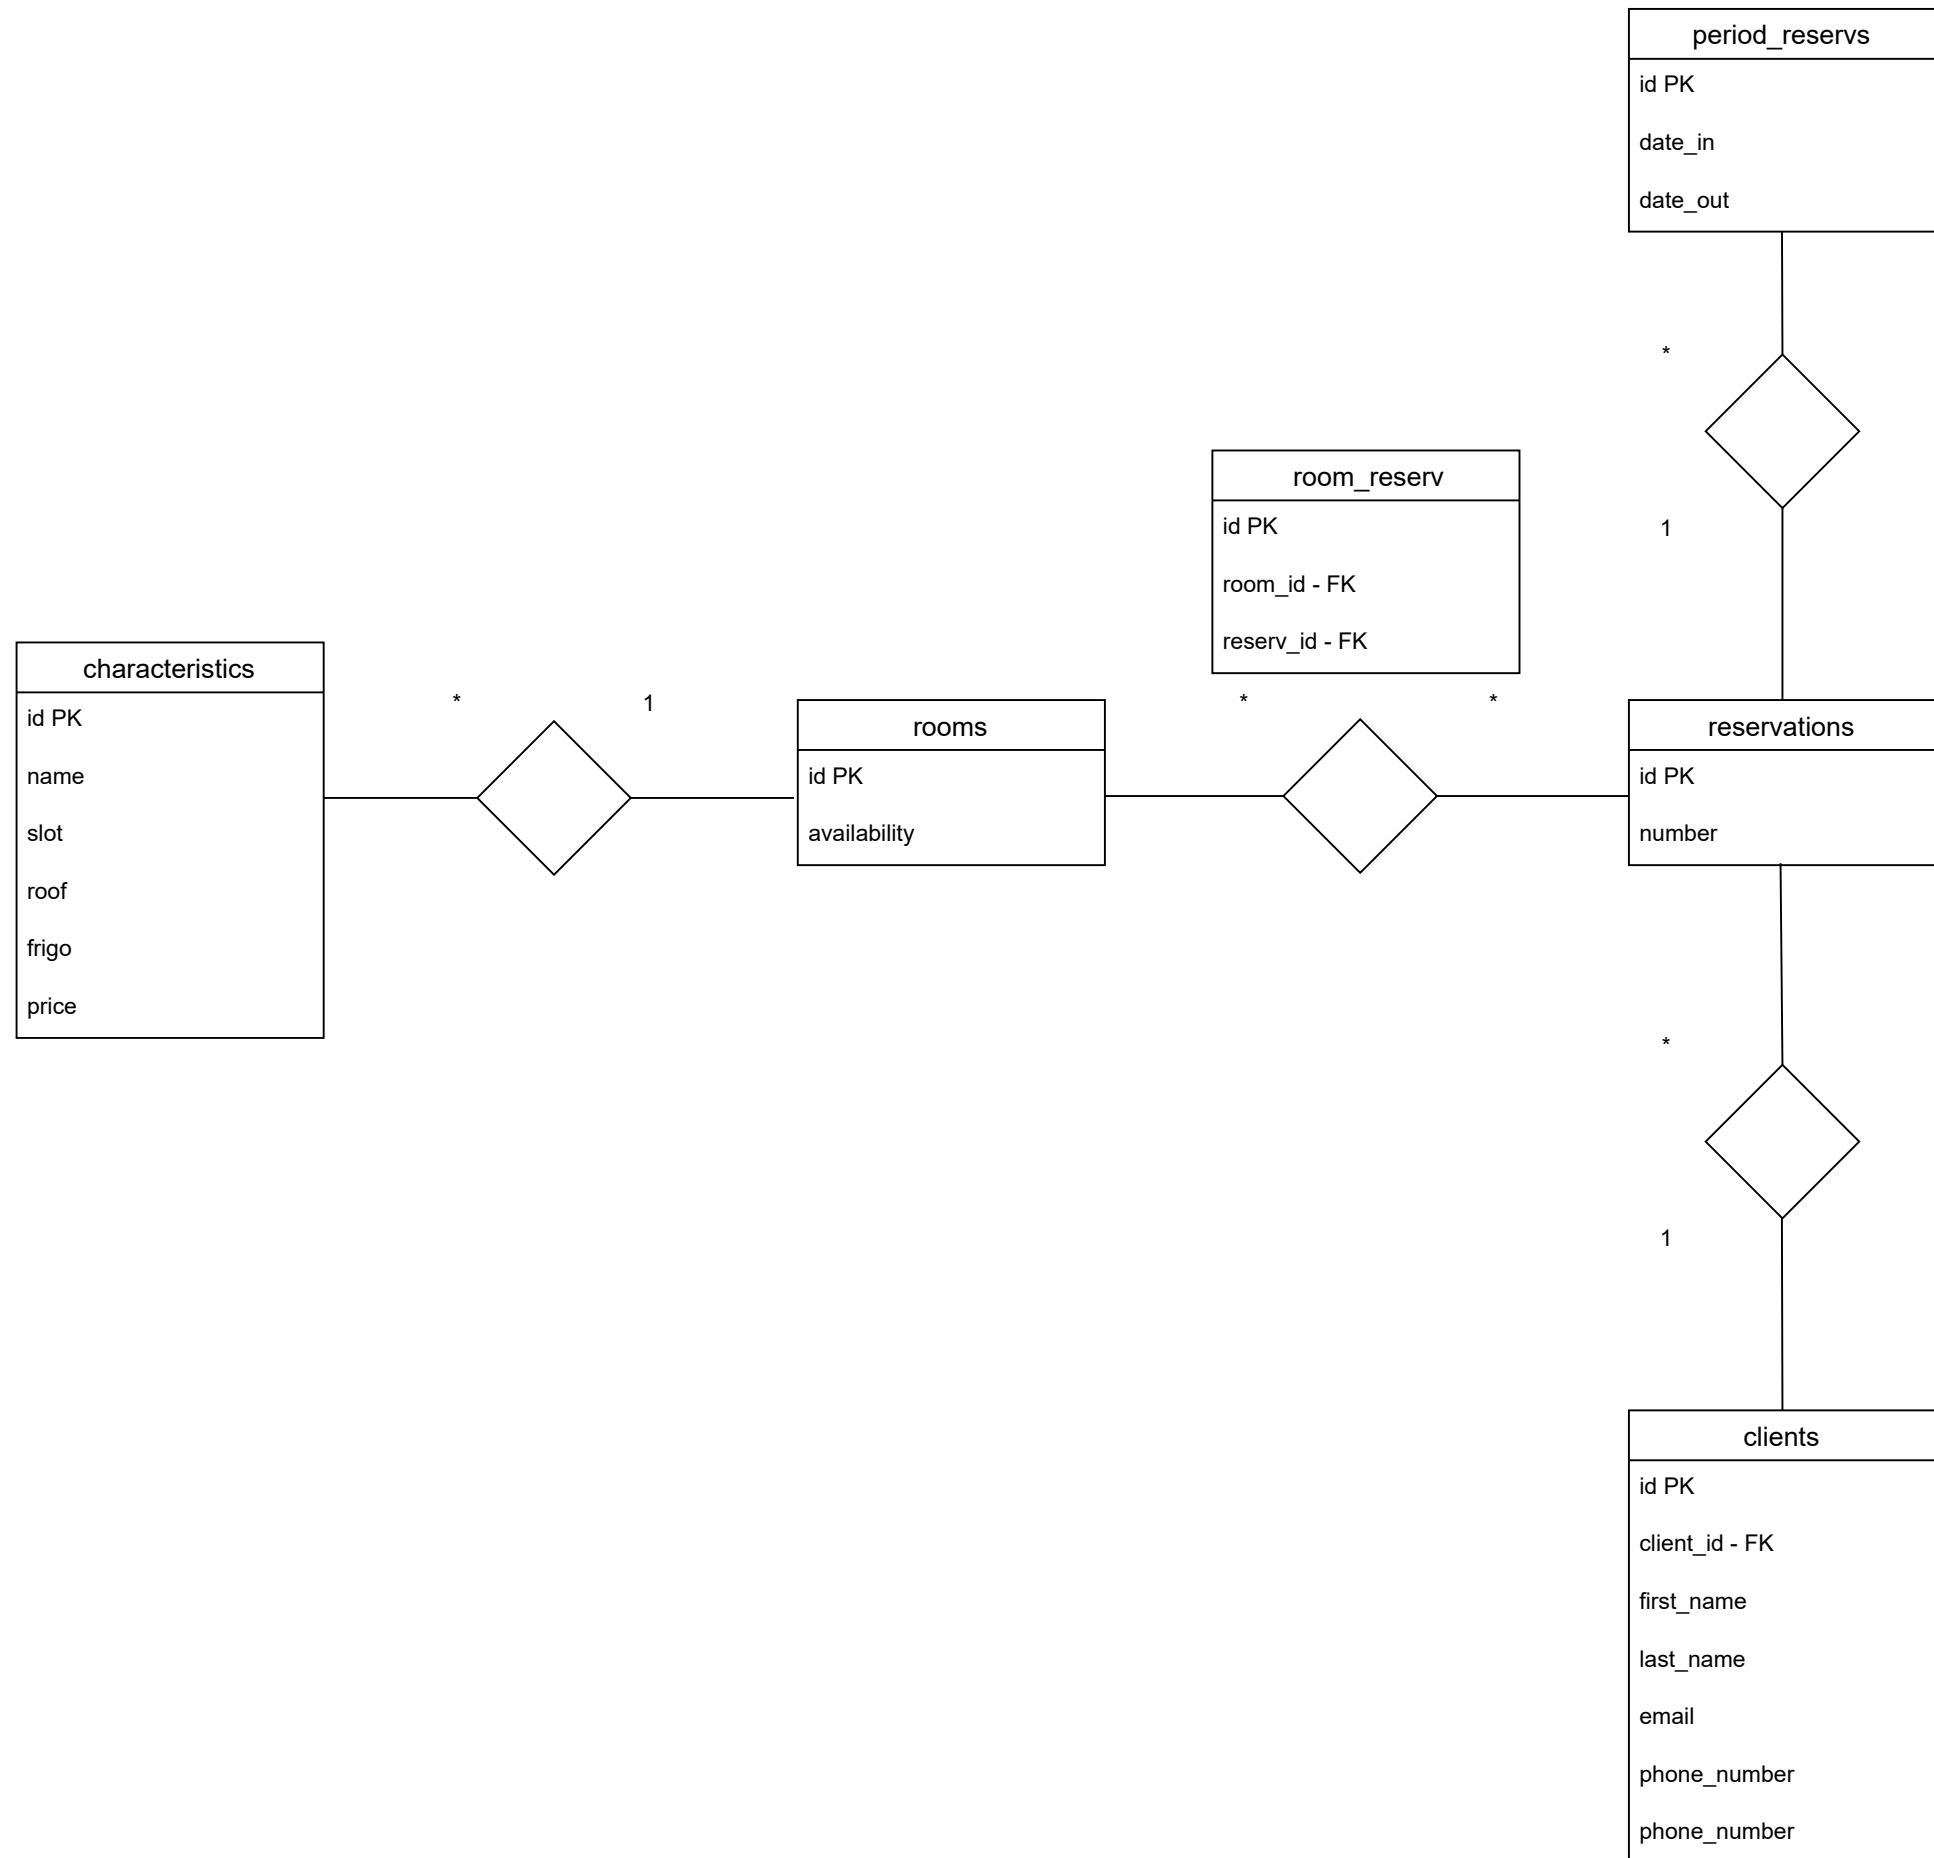 period_reservs
id PK
date_in
date_out
*
1
room_reserv
id PK
room_id - FK
reserv_id - FK
characteristics
id PK
name
slot
roof
frigo
price
*
1
rooms
id PK
availability
*
*
reservations
id PK
number
*
1
clients
id PK
client_id - FK
first_name
last_name
email
phone_number
phone_number